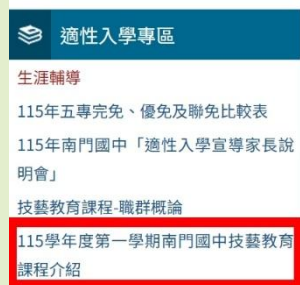 適性入學專區
生涯輔導
115年五專完免、優免及聯免比較表
115年南門國中「適性入學宣導家長說
明會」
技藝教育課程-職群概論
115學年度第一學期南門國中技藝教育
課程介紹